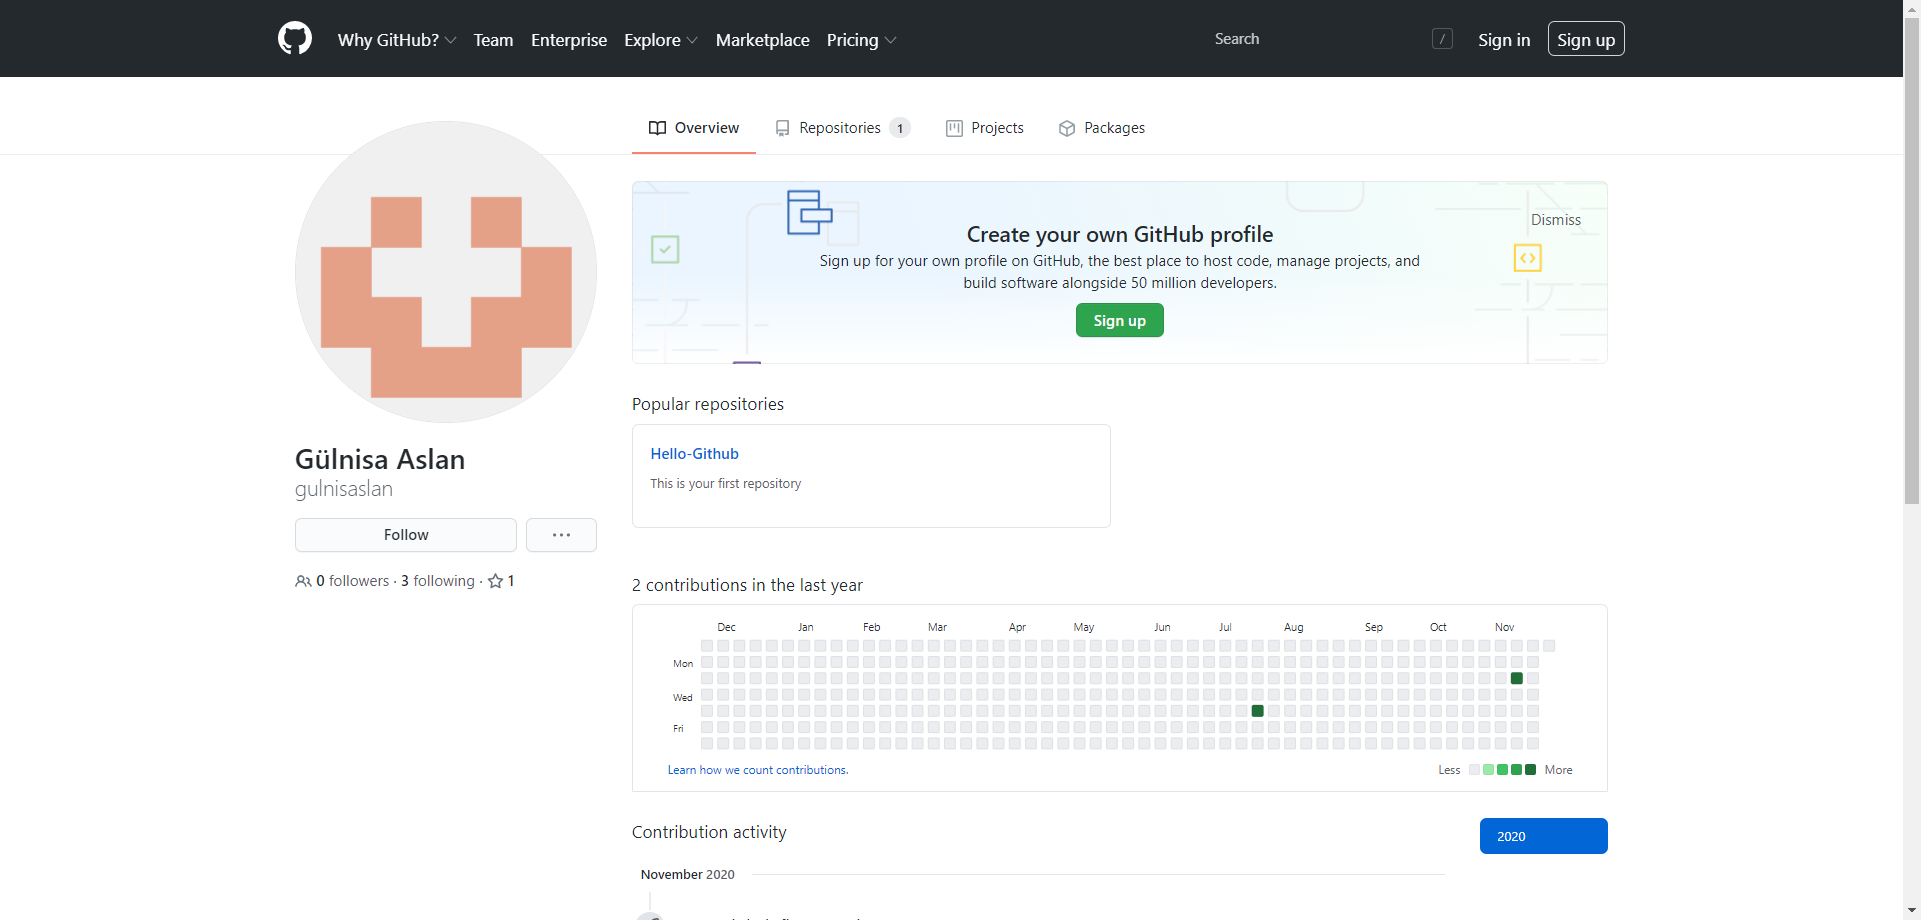 Why GitHub? Team Enterprise Explore Marketplace Pricing Search / Sign in Sign up
Overview Repositories 1 Projects Packages
Dismiss
Create your own GitHub profile
Sign up for your own profile on GitHub, the best place to host code, manage projects, and
build software alongside 50 million developers.
Sign up
Gülnisa Aslan
gulnisaslan
Follow ...
0 followers · 3 following · 1
Popular repositories
Hello-Github
This is your first repository
2 contributions in the last year
Dec Jan Feb Mar Apr May Jun Jul Aug Sep Oct Nov
Mon
Wed
Fri
Learn how we count contributions. Less More
Contribution activity 2020
November 2020